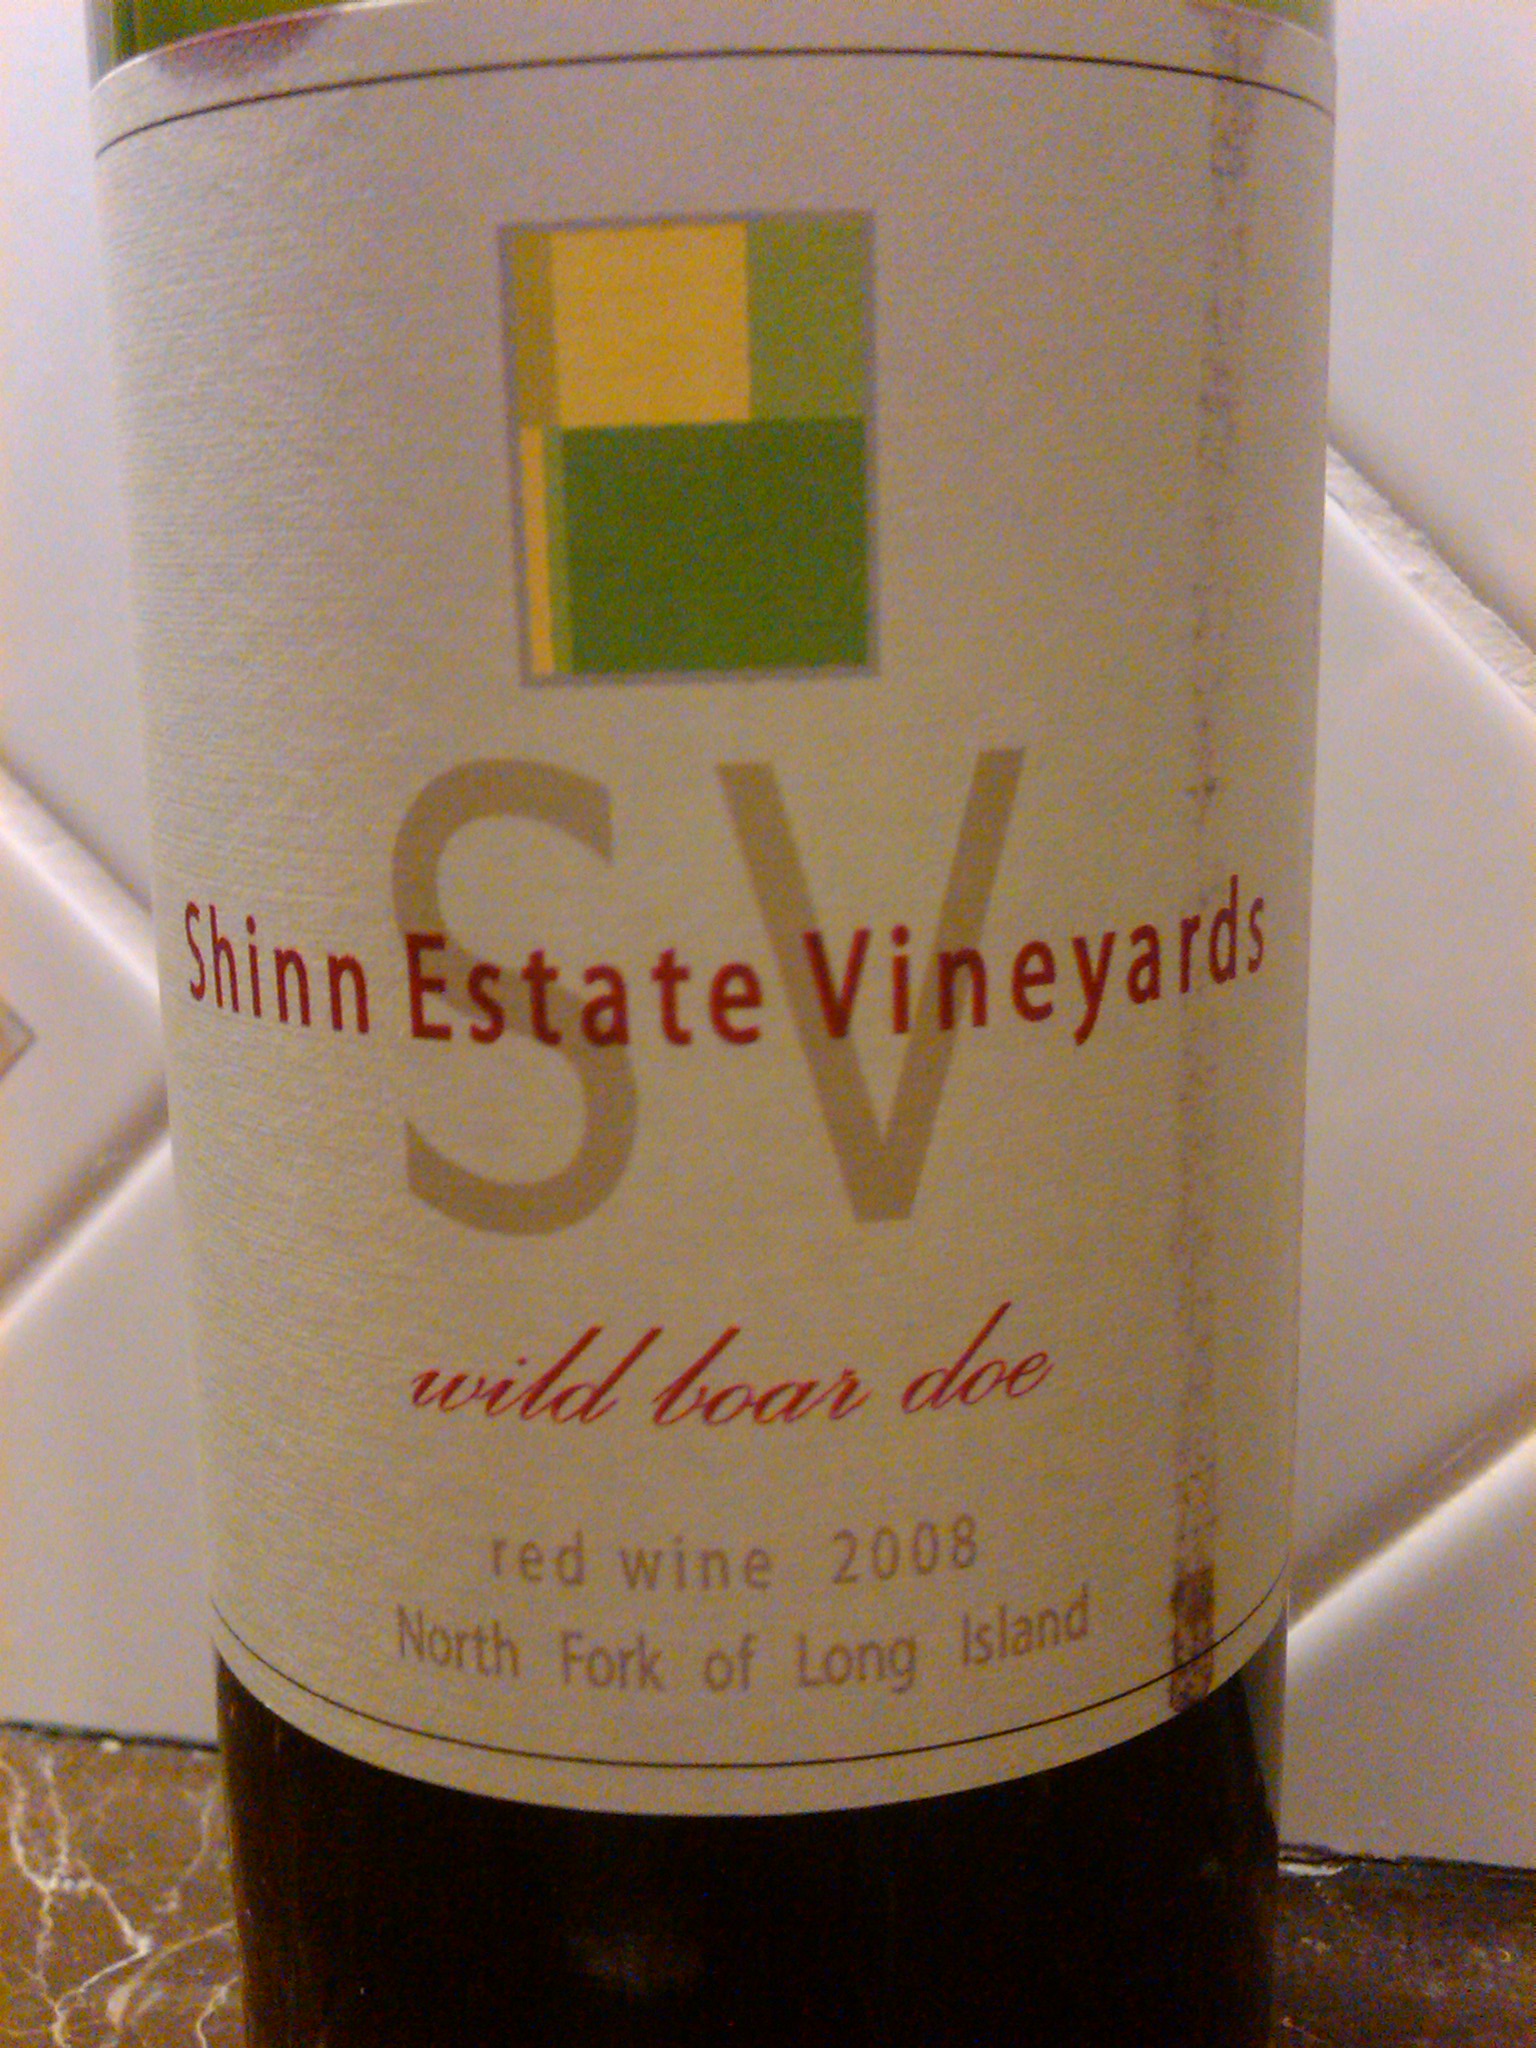 SV
Shinn Estate Vineyards
wild boar doe
red wine 2008
North Fork of Long Island